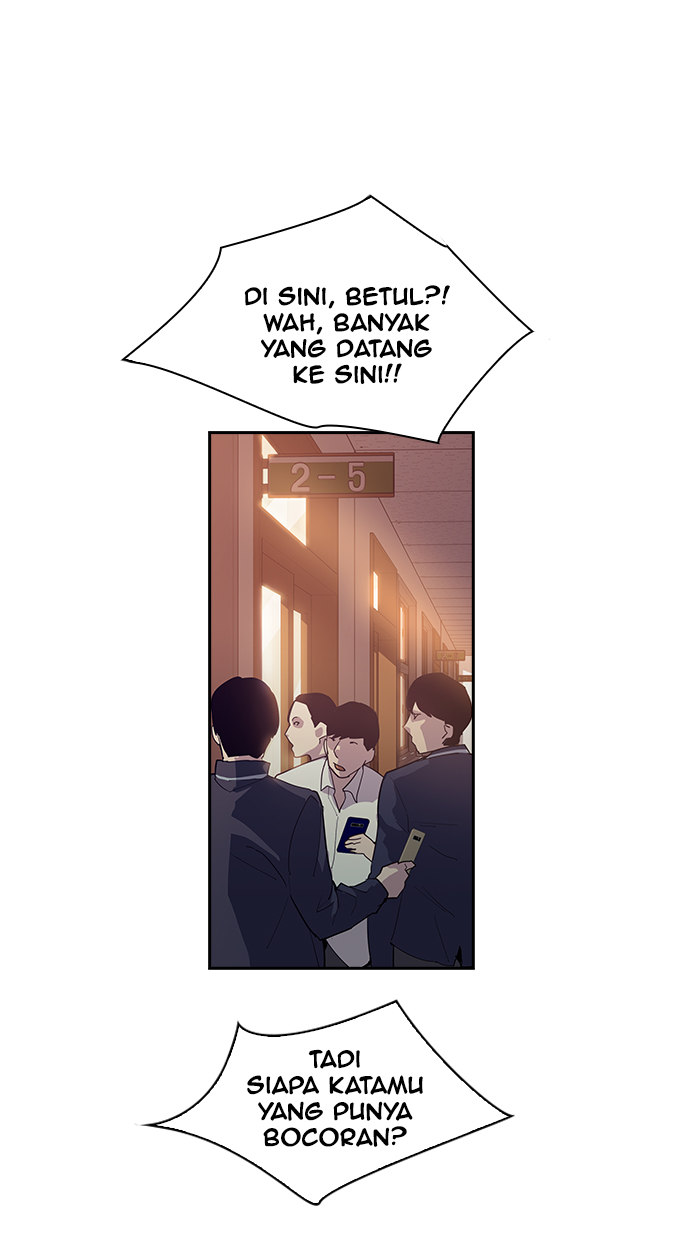 DI SINI, BETUL?!
WAH, BANYAK
YANG DATANG
KE SINI!!
2-5
TADI
SIAPA KATAMU
YANG PUNYA
BOCORAN?